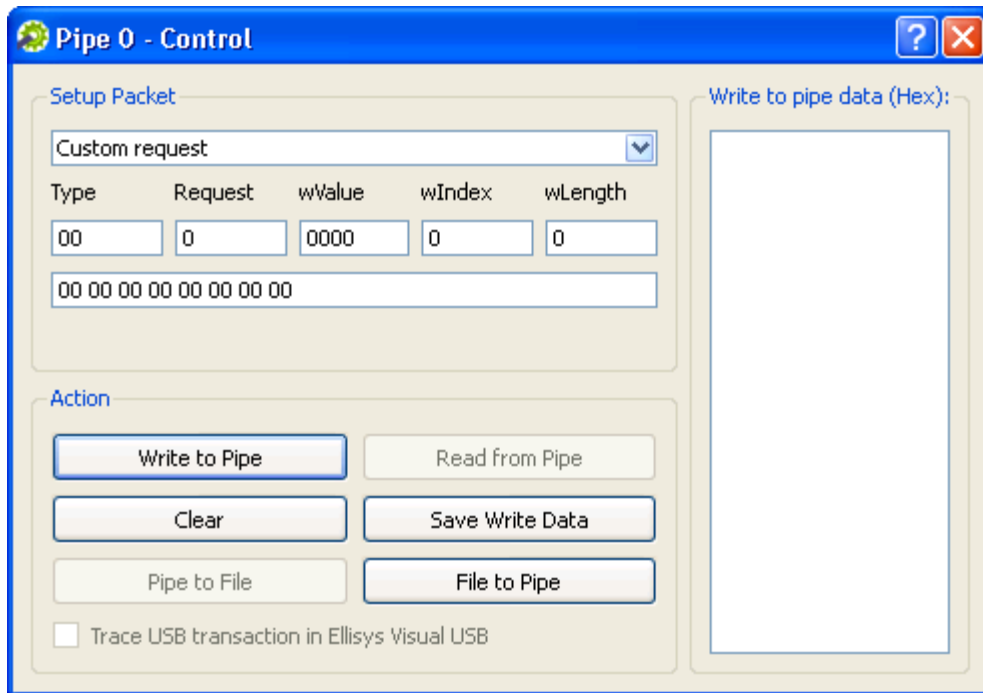 Pipe 0 - Control
Setup Packet
Write to pipe data (Hex):
Custom request
Type Request wValue wIndex wLength
00 0 0000 0 0
00 00 00 00 00 00 00 00
Action
Write to Pipe Read from Pipe
Clear Save Write Data
Pipe to File File to Pipe
Trace USB transaction in Ellisys Visual USB